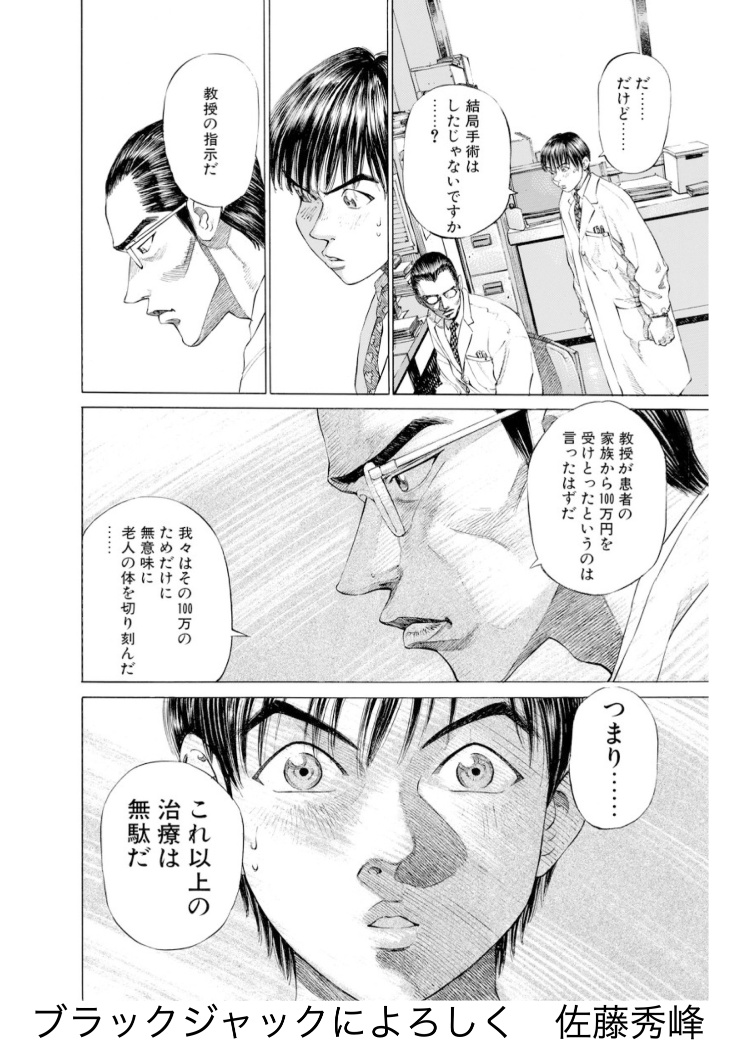 だ……
だけど……
結局手術は
したじゃないですか
……?
教授の指示だ
教授が患者の
家族から100万円を
受けとったというのは
言ったはずだ
我々はその100万の
ためだけに
無意味に
老人の体を切り刻んだ
……
つまり……
これ以上の
治療は
無駄だ
ブラックジャックによろしく　佐藤秀峰